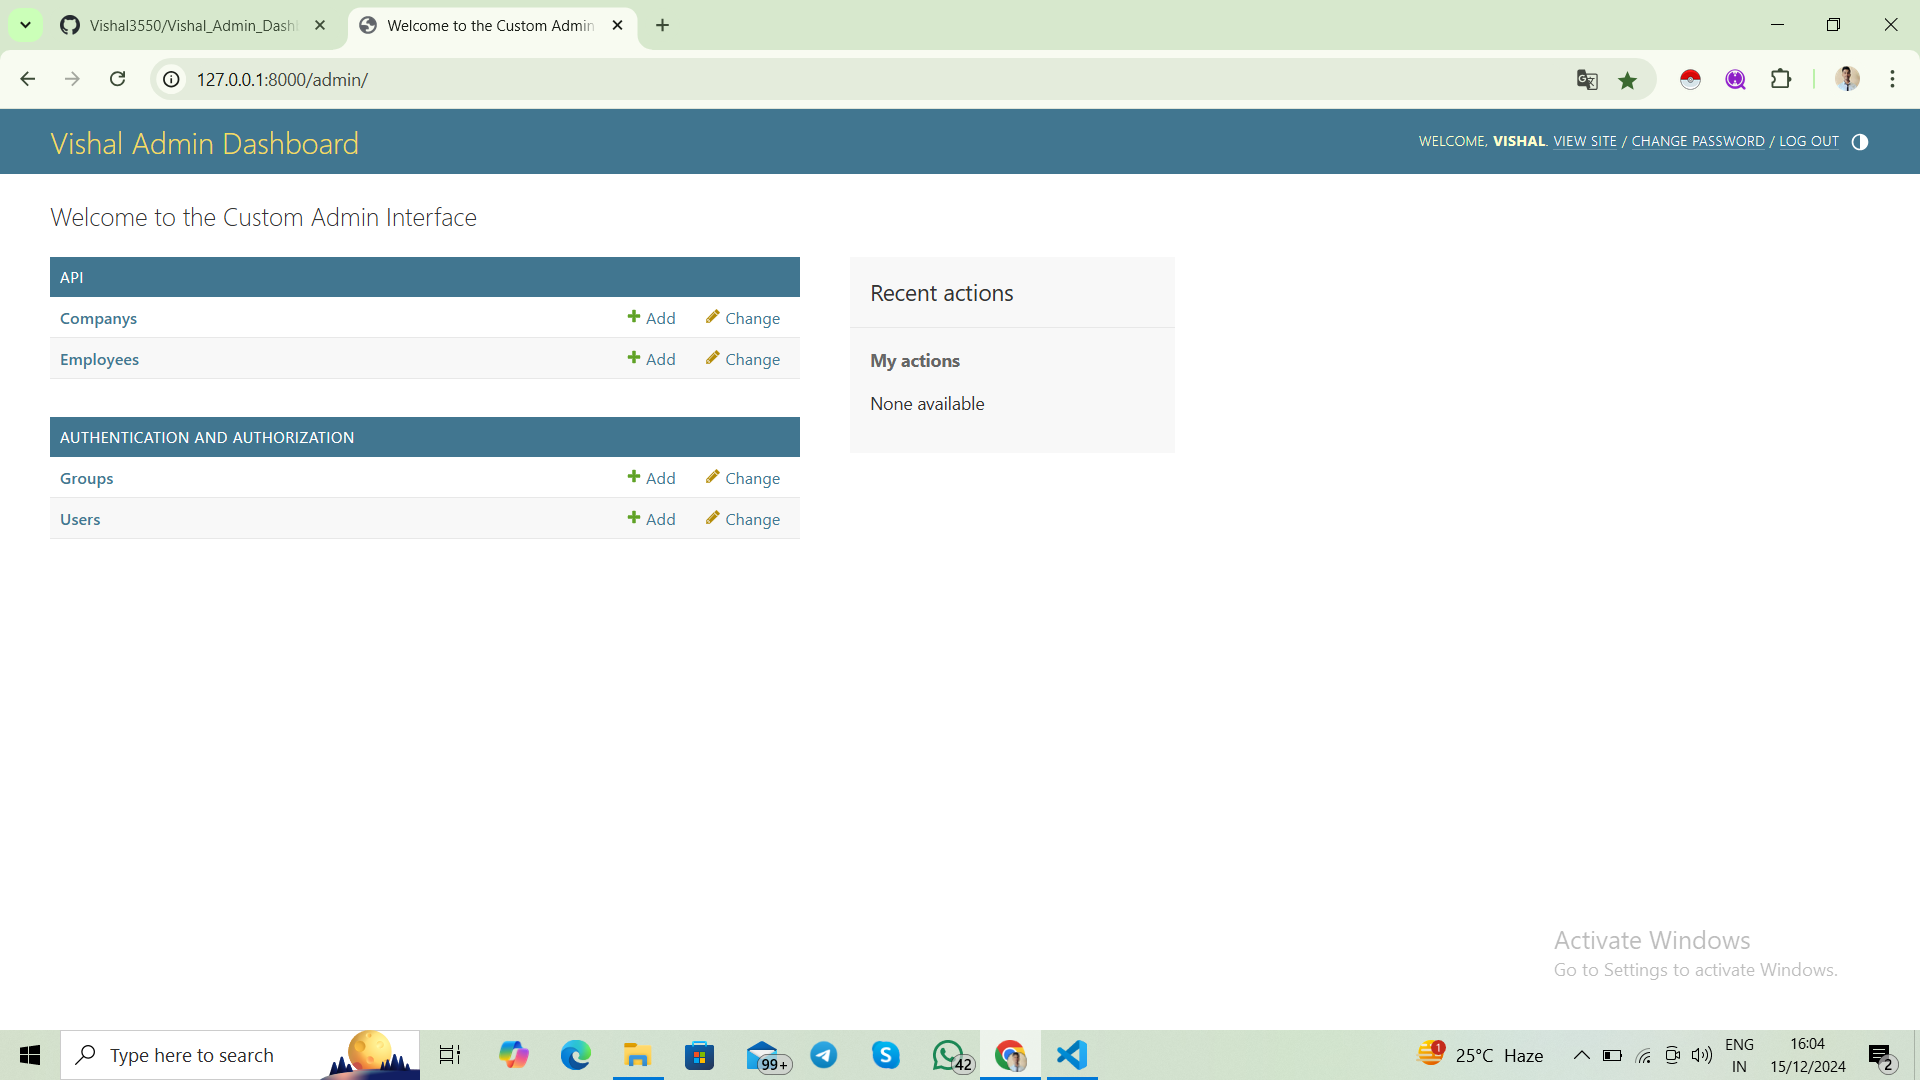 Vishal3550/Vishal_Admin_Dash
Welcome to the Custom Admin
127.0.0.1:8000/admin/
Vishal Admin Dashboard
WELCOME, VISHAL. VIEW SITE / CHANGE PASSWORD / LOG OUT
Welcome to the Custom Admin Interface
API
Companys Add Change
Employees Add Change
AUTHENTICATION AND AUTHORIZATION
Groups Add Change
Users Add Change
Recent actions
My actions
None available
Activate Windows
Go to Settings to activate Windows.
Type here to search
99+
42
1
25°C Haze
ENG
IN
16:04
15/12/2024
2